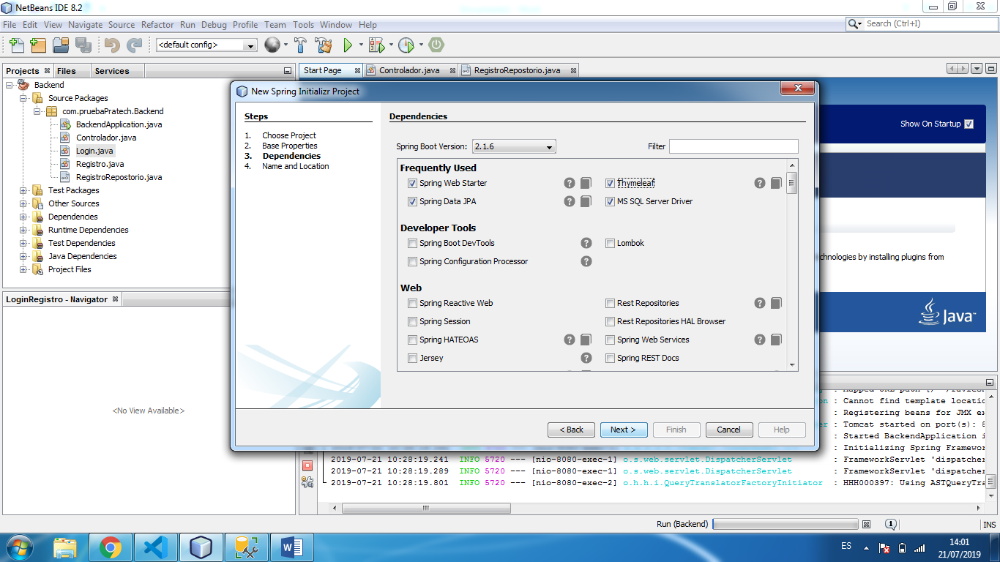 NetBeans IDE 8.2
File Edit View Navigate Source Refactor Run Debug Profile Team Tools Window Help
Search (Ctrl+I)
<default config>
Projects Files Services
Start Page Controlador.java RegistroRepostorio.java
Backend
Source Packages
com.pruebaPratech.Backend
BackendApplication.java
Controlador.java
Login.java
Registro.java
RegistroRepostorio.java
Test Packages
Other Sources
Dependencies
Runtime Dependencies
Test Dependencies
Java Dependencies
Project Files
LoginRegistro - Navigator
<No View Available>
New Spring Initializr Project
Steps
1. Choose Project
2. Base Properties
3. Dependencies
4. Name and Location
Dependencies
Spring Boot Version: 2.1.6 Filter
Frequently Used
Spring Web Starter Thymeleaf
Spring Data JPA MS SQL Server Driver
Developer Tools
Spring Boot DevTools Lombok
Spring Configuration Processor
Web
Spring Reactive Web Rest Repositories
Spring Session Rest Repositories HAL Browser
Spring HATEOAS Spring Web Services
Jersey Spring REST Docs
< Back Next > Finish Cancel Help
Show On Startup
chnologies by installing plugins from
Java
: Cannot find template locatio
: Registering beans for JMX ex
: Tomcat started on port(s): 8
: Started BackendApplication i
: Initializing Spring Framewor
2019-07-21 10:28:19.241 INFO 5720 --- [nio-8080-exec-1] o.s.web.servlet.DispatcherServlet : FrameworkServlet 'dispatche
2019-07-21 10:28:19.289 INFO 5720 --- [nio-8080-exec-1] o.s.web.servlet.DispatcherServlet : FrameworkServlet 'dispatche
2019-07-21 10:28:19.801 INFO 5720 --- [nio-8080-exec-2] o.h.h.i.QueryTranslatorFactoryInitiator : HHH000397: Using ASTQueryTra
Run (Backend) 1 INS
ES
14:01
21/07/2019